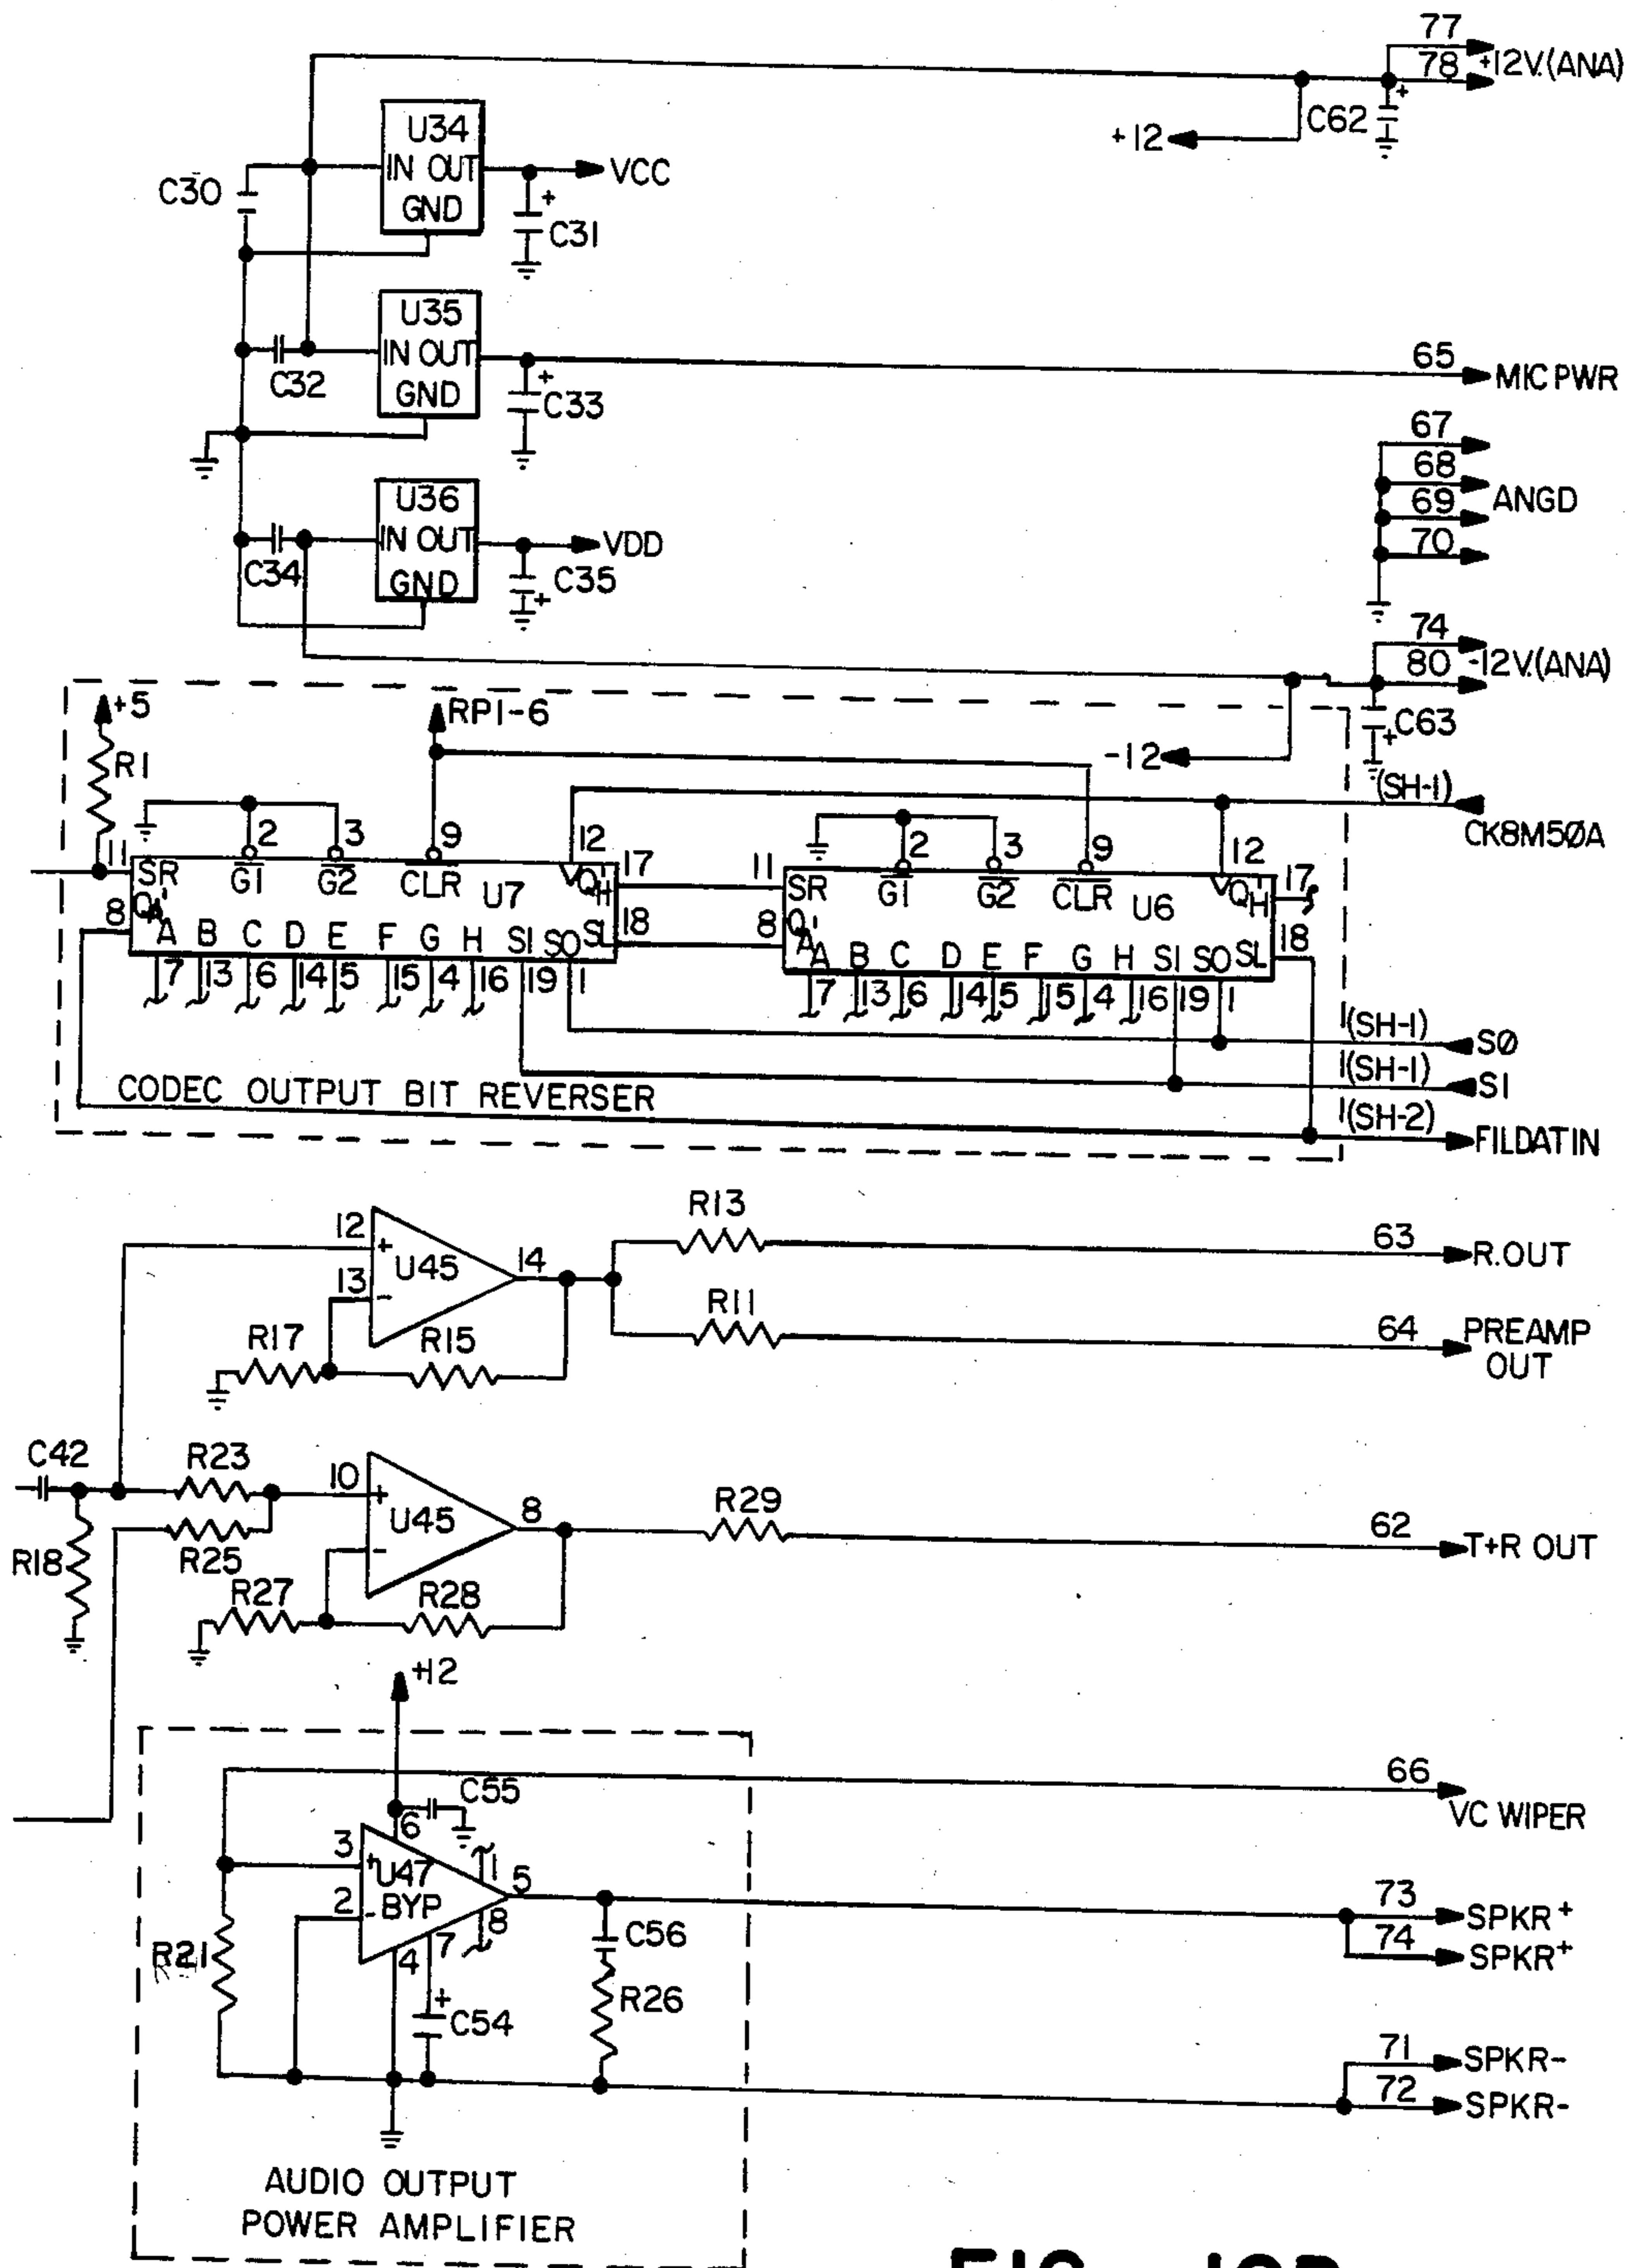 77
78 +12V.(ANA)
C62 +
+12
U34
IN OUT
GND
VCC
C30
+
C31
U35
IN OUT
GND
C32
+
C33
65
MIC PWR
67
68
69
70
ANGD
U36
IN OUT
GND
VDD
C34
C35
+
74
80 -12V.(ANA)
C63
+
-12
+5
R1
RP1-6
(SH-1)
CK8M50A
2 3 9 12
11 SR G1 G2 CLR U7 Q'H 17
8 Q'A A B C D E F G H S1 S0 SL 18
7 13 6 14 5 15 4 16 19 1
2 3 9 12
11 SR G1 G2 CLR U6 Q'H 17
8 Q'A A B C D E F G H S1 S0 SL 18
7 13 6 14 5 15 4 16 19 1
(SH-1) SØ
(SH-1) S1
CODEC OUTPUT BIT REVERSER
(SH-2) FILDATIN
12 +
13 -
U45
14
R13
63
R.OUT
R11
64
PREAMP
OUT
R17
R15
C42
R23
10 +
-
U45
8
R29
62
T+R OUT
R18
R25
R27
R28
+12
C55
66
VC WIPER
6
3 +
U47
1
5
2 -
BYP
8
7
4
73
SPKR+
74
SPKR+
C56
R21
+
C54
R26
71
SPKR-
72
SPKR-
AUDIO OUTPUT
POWER AMPLIFIER